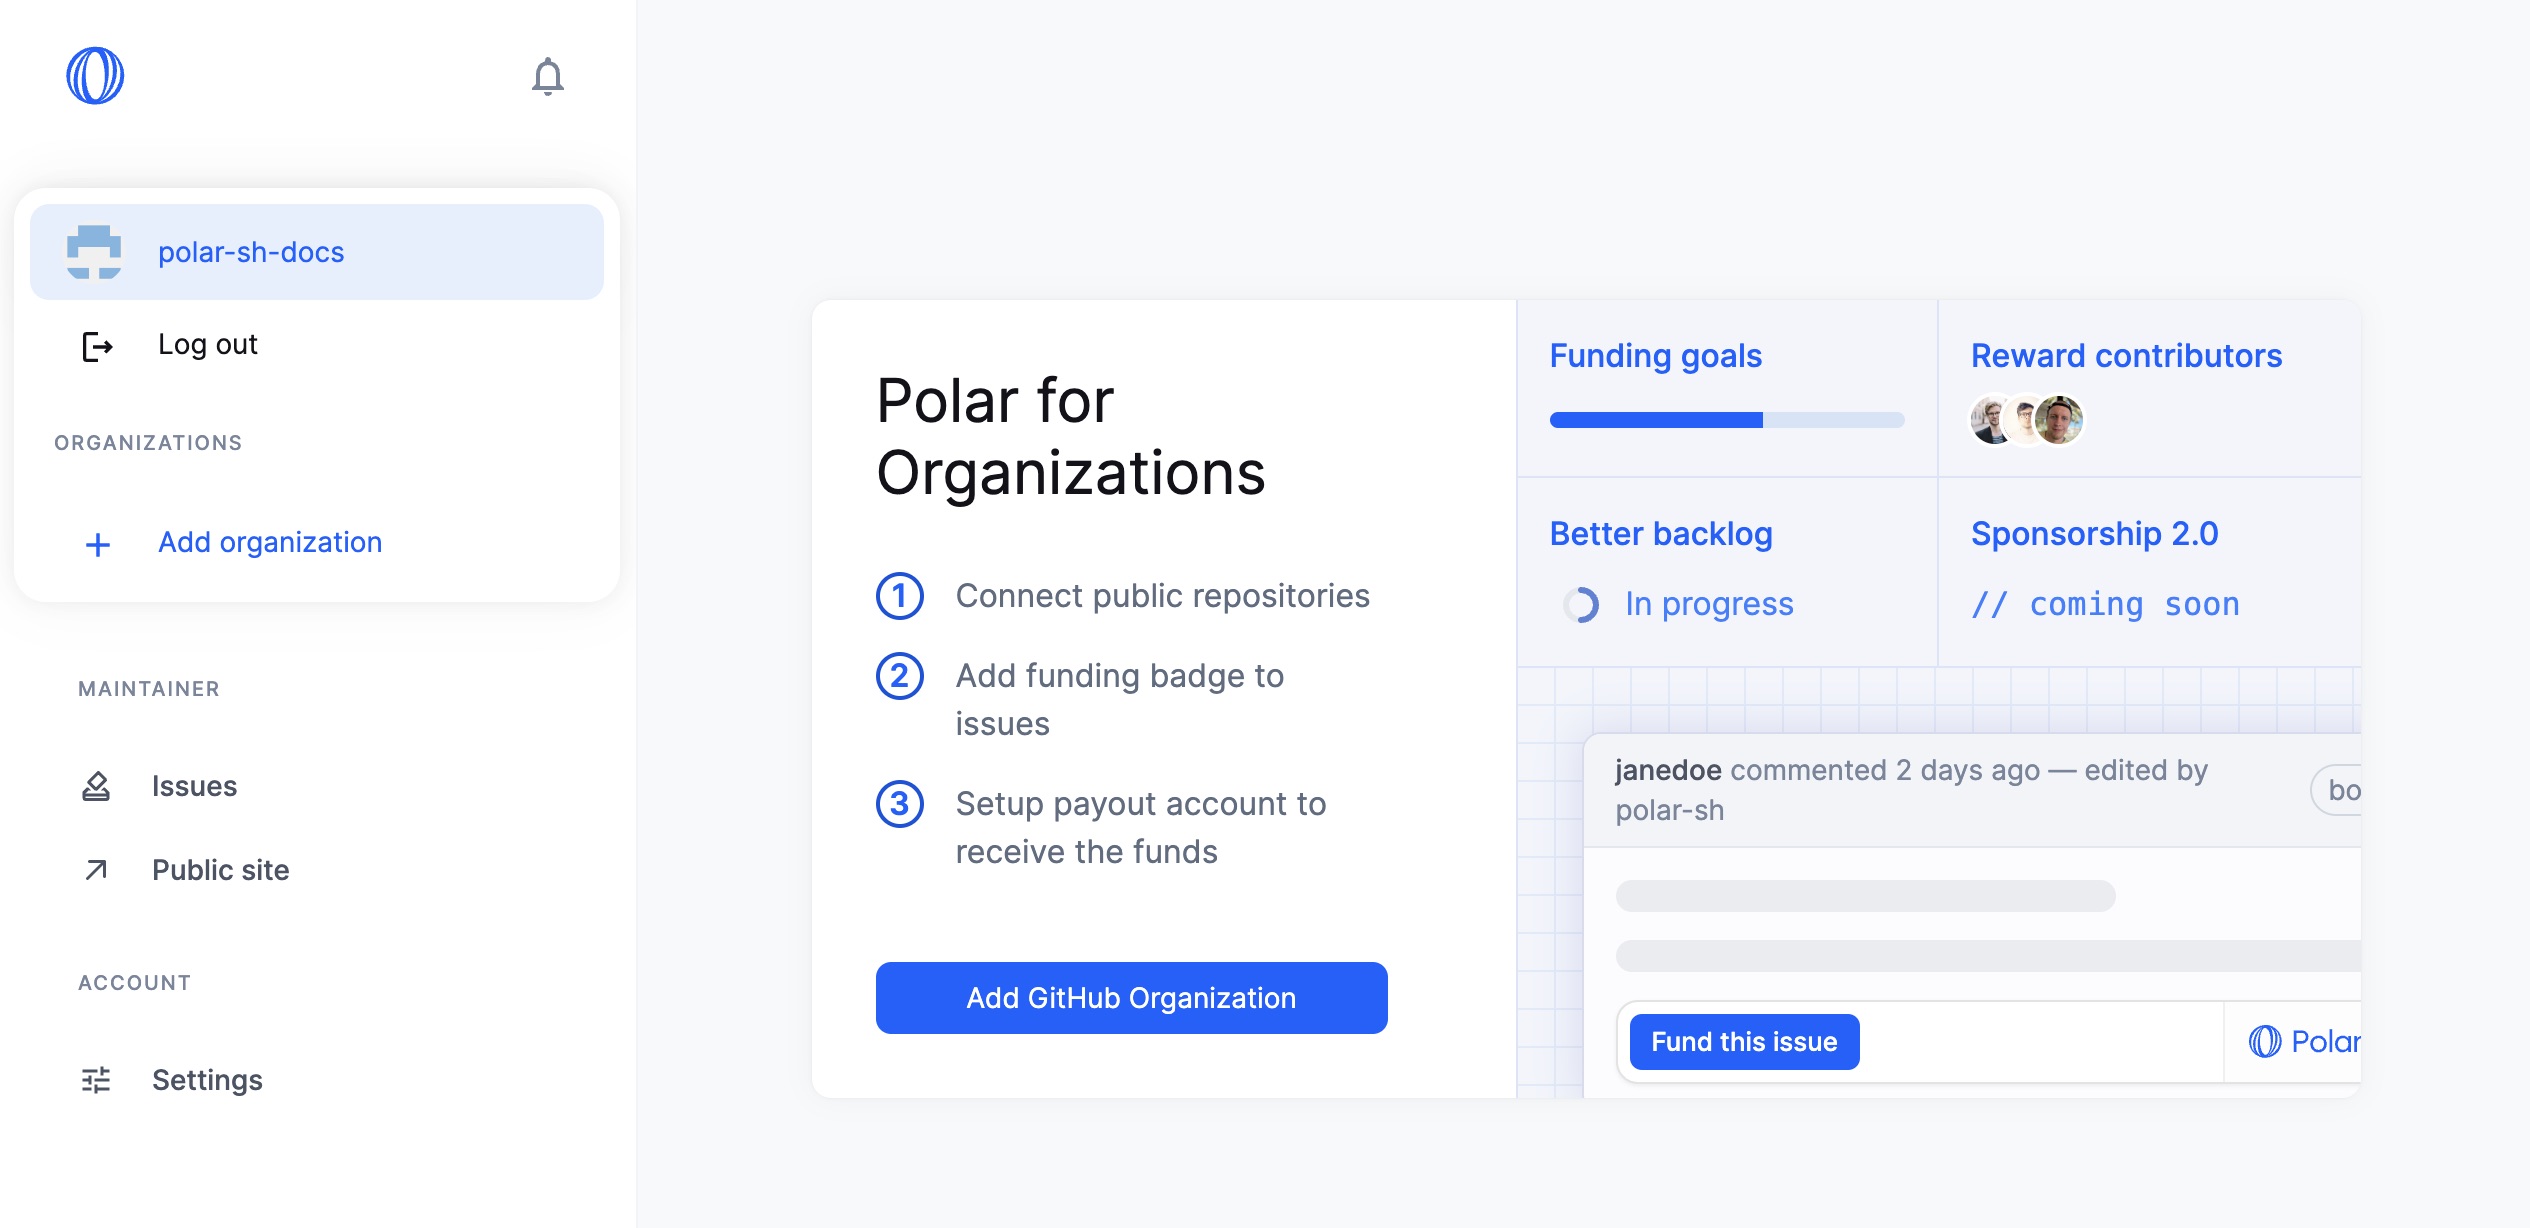 polar-sh-docs
Log out
ORGANIZATIONS
Add organization
MAINTAINER
Issues
Public site
ACCOUNT
Settings
Polar for
Organizations
1 Connect public repositories
2 Add funding badge to
issues
3 Setup payout account to
receive the funds
Add GitHub Organization
Funding goals
Reward contributors
Better backlog
In progress
Sponsorship 2.0
// coming soon
janedoe commented 2 days ago — edited by
polar-sh
bo
Fund this issue
Polar